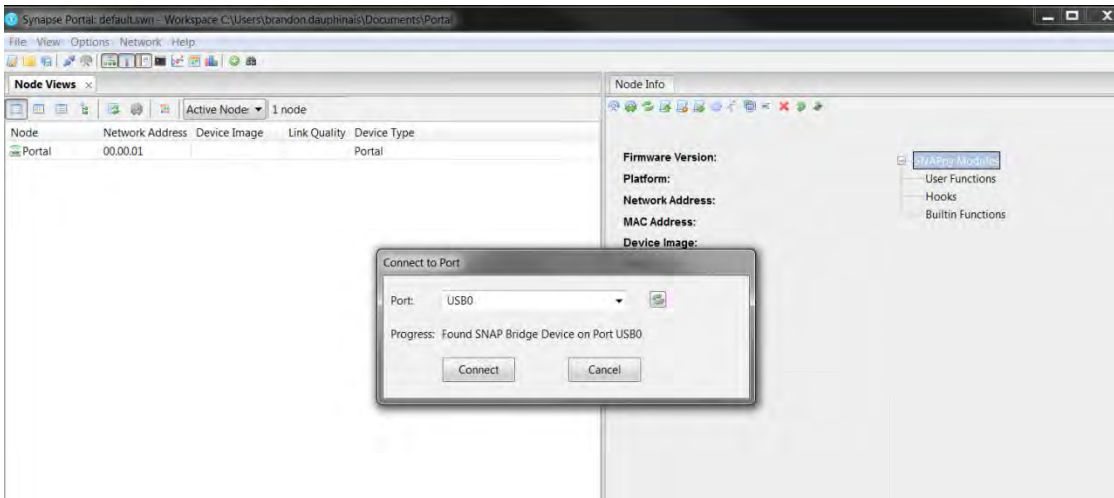 Synapse Portal: default.swn - Workspace C:\Users\brandon.dauphinais\Documents\Portal
File View Options Network Help
Node Views
Active Node: 1 node
Node Network Address Device Image Link Quality Device Type
Portal 00.00.01 Portal
Node Info
Firmware Version:
Platform:
Network Address:
MAC Address:
Device Image:
SNAPpy Modules
User Functions
Hooks
Builtin Functions
Connect to Port
Port: USB0
Progress: Found SNAP Bridge Device on Port USB0
Connect Cancel